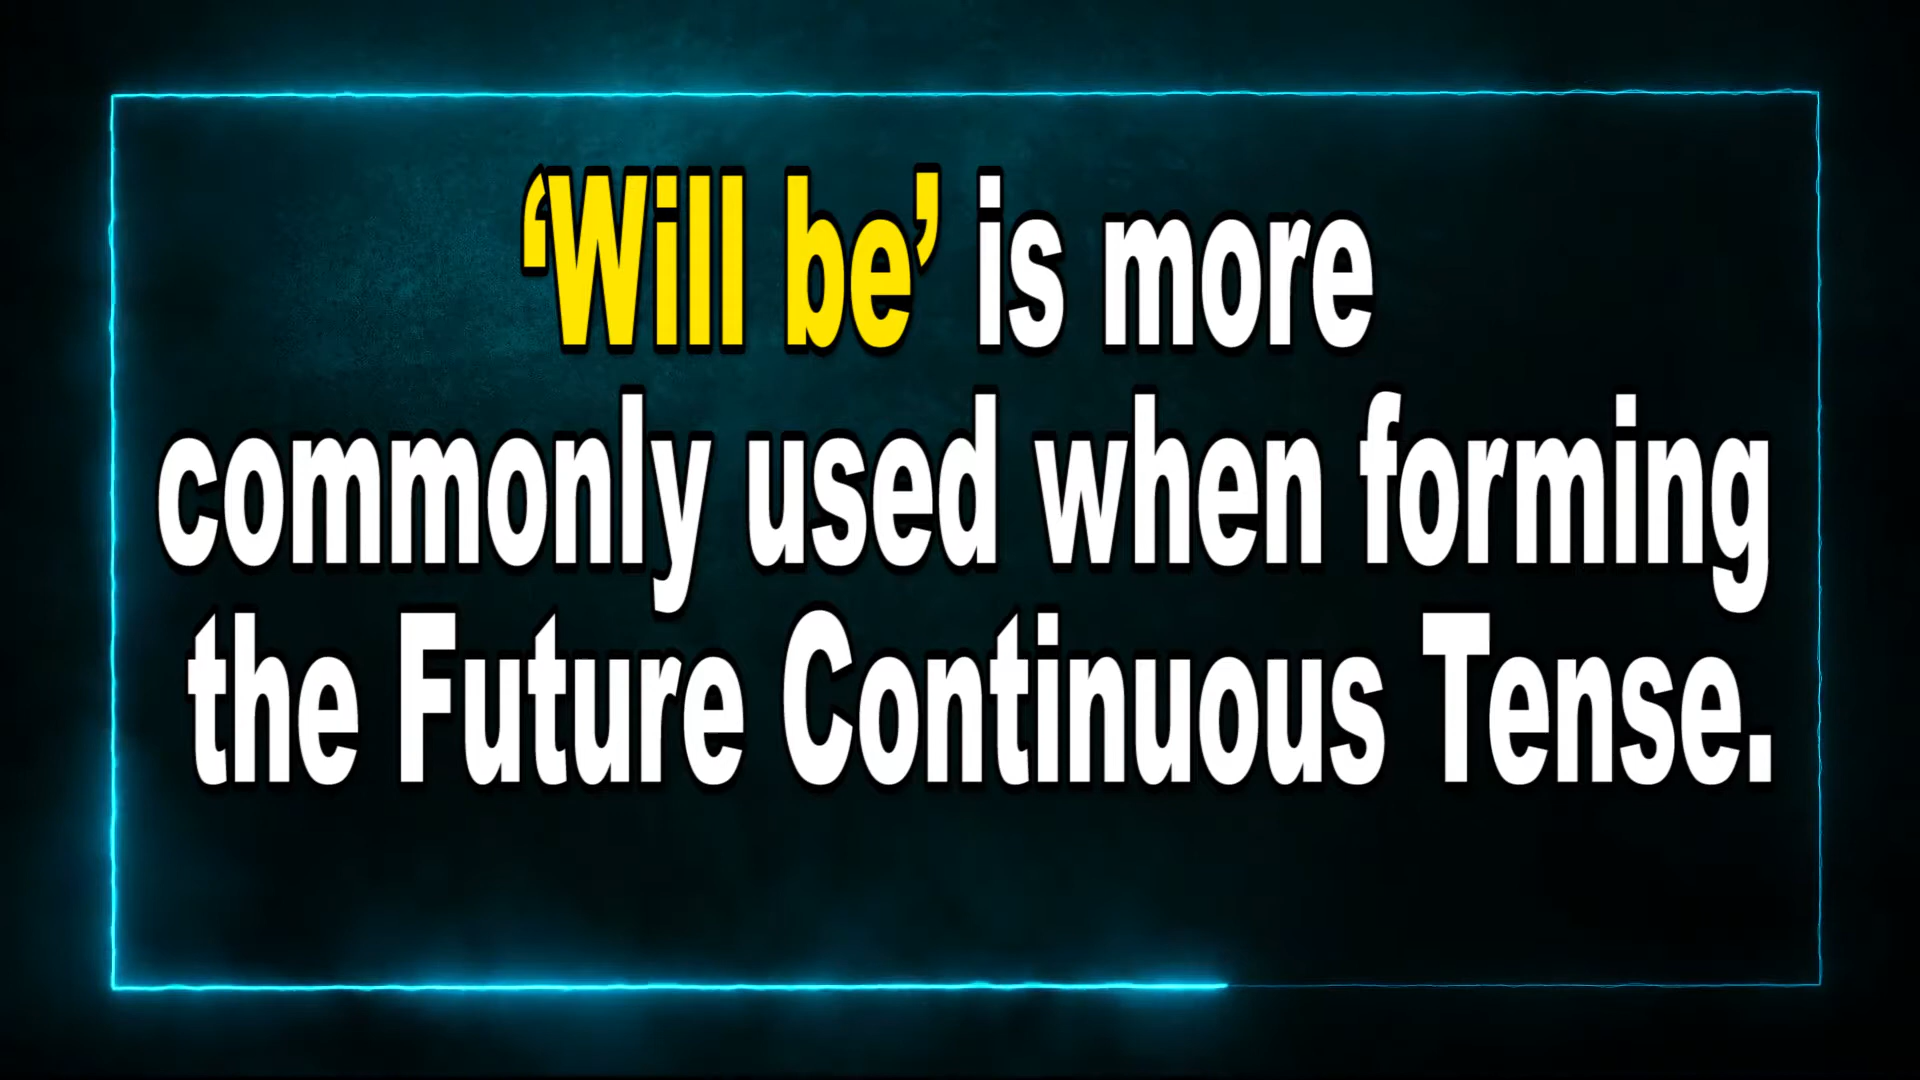 ‘Will be’ is more
commonly used when forming
the Future Continuous Tense.